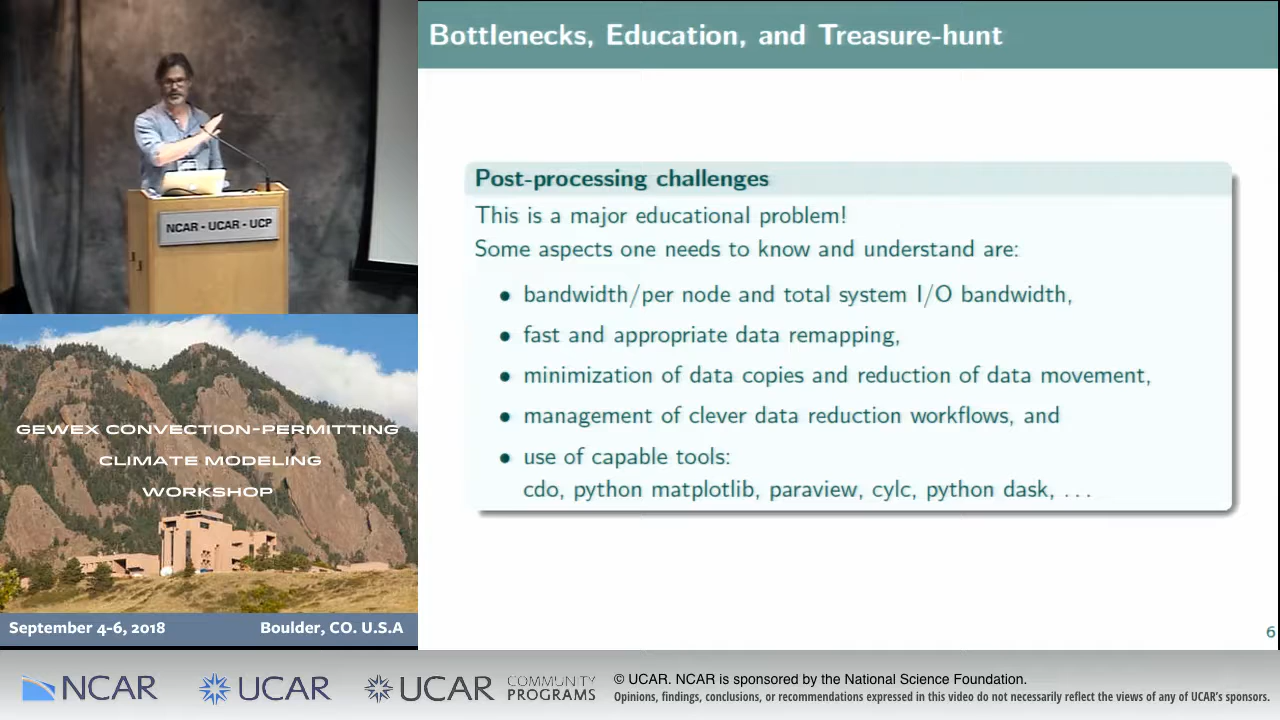 Bottlenecks, Education, and Treasure-hunt
NCAR • UCAR • UCP
Post-processing challenges
This is a major educational problem!
Some aspects one needs to know and understand are:
• bandwidth/per node and total system I/O bandwidth,
• fast and appropriate data remapping,
• minimization of data copies and reduction of data movement,
• management of clever data reduction workflows, and
• use of capable tools:
cdo, python matplotlib, paraview, cylc, python dask, ...
6
GEWEX CONVECTION-PERMITTING
CLIMATE MODELING
WORKSHOP
September 4-6, 2018 Boulder, CO. U.S.A
NCAR UCAR UCAR COMMUNITY PROGRAMS
© UCAR. NCAR is sponsored by the National Science Foundation.
Opinions, findings, conclusions, or recommendations expressed in this video do not necessarily reflect the views of any of UCAR's sponsors.